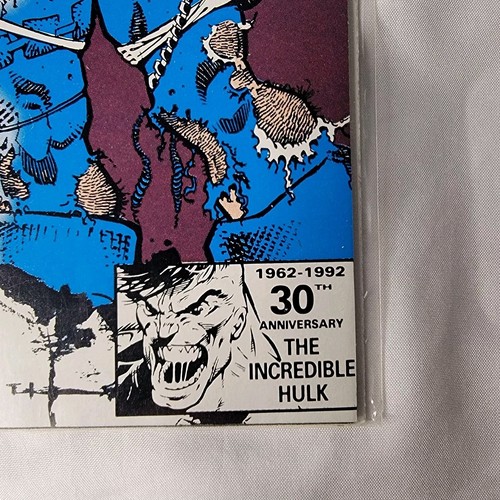 1962-1992
30TH
ANNIVERSARY
THE
INCREDIBLE
HULK